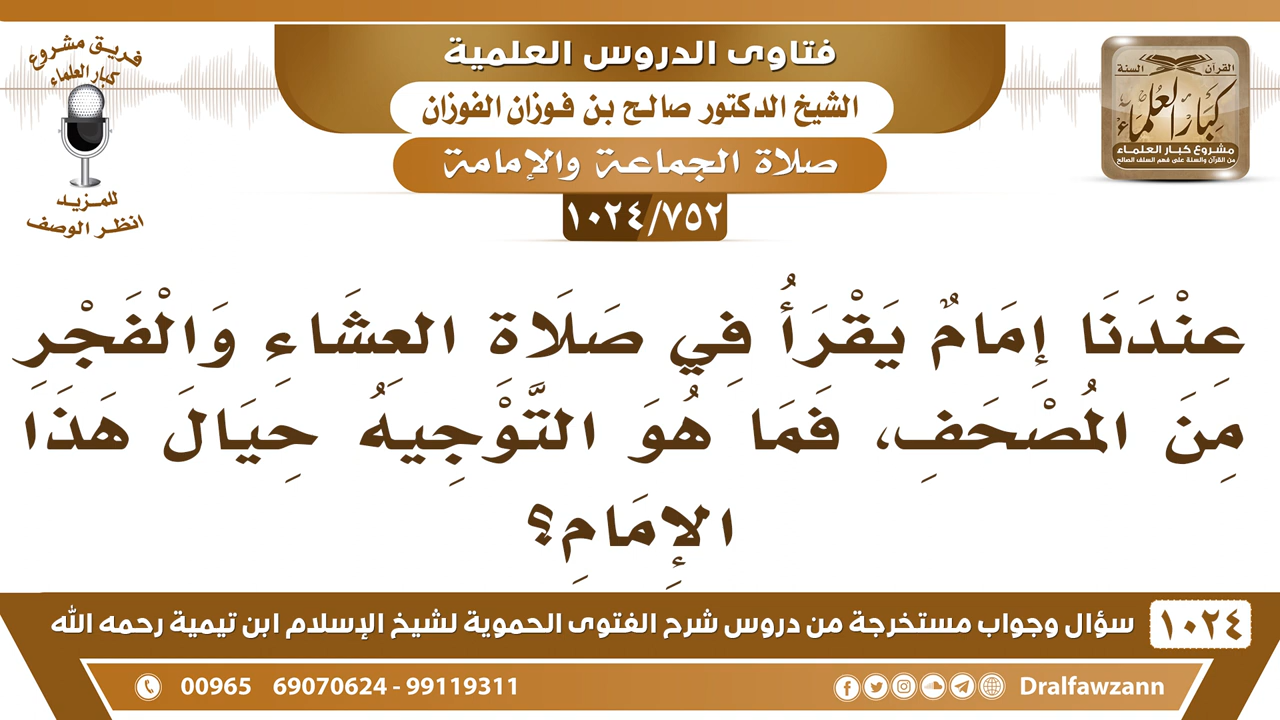 فتاوى الدروس العلمية
الشيخ الدكتور صالح بن فوزان الفوزان
صلاة الجماعة والإمامة
١٠٢٤/٧٥٢
القرآن السنة
كبار العلماء
مشروع كبار العلماء
من القرآن والسنة على فهم السلف الصالح
فريق مشروع
كبار العلماء
للمزيد
انظر الوصف
عِنْدَنَا إِمَامٌ يَقْرَأُ فِي صَلَاة العشَاءِ وَالْفَجْرِ
مِنَ المُصْحَفِ، فَمَا هُوَ التَّوْجِيهُ حِيَالَ هَذَا
الإِمَامِ؟
١٠٢٤ سؤال وجواب مستخرجة من دروس شرح الفتوى الحموية لشيخ الإسلام ابن تيمية رحمه الله
00965 69070624 - 99119311
Dralfawzann